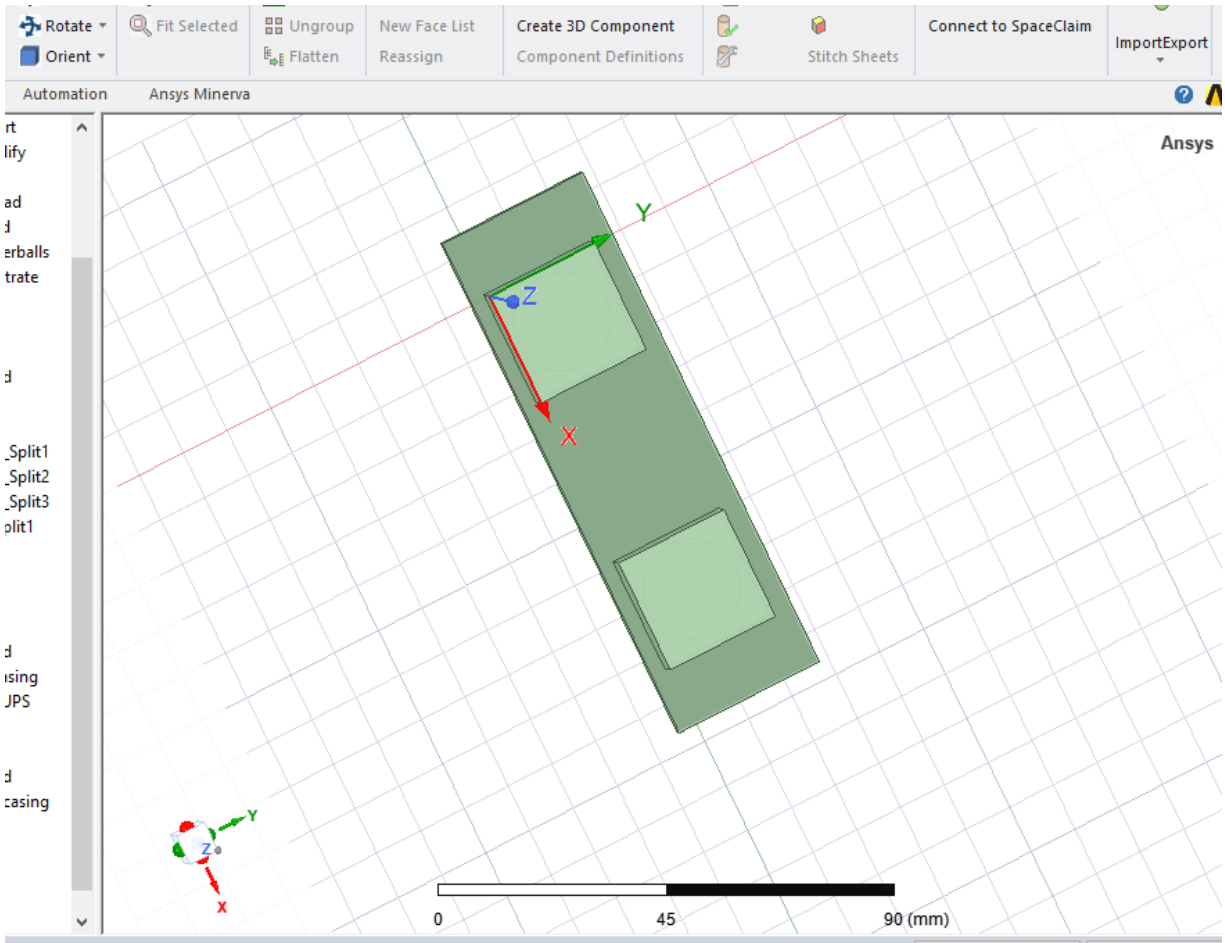 Rotate Fit Selected Ungroup New Face List Create 3D Component Connect to SpaceClaim
Orient Flatten Reassign Component Definitions Stitch Sheets ImportExport
Automation Ansys Minerva
Ansys
rt
lify
ad
d
erballs
trate
d
_Split1
_Split2
_Split3
plit1
d
asing
JPS
d
casing
Y
Z
X
Y
Z
X
0 45 90 (mm)